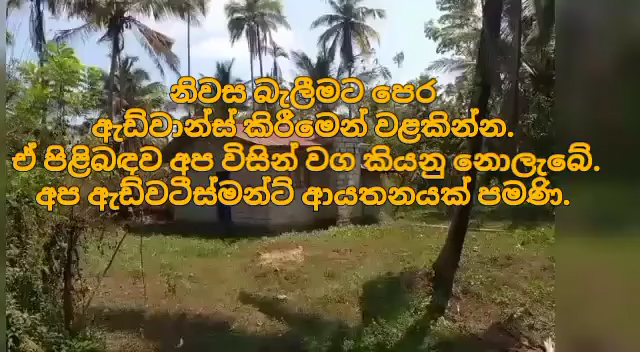 නිවස බැලීමට පෙර
ඇඩ්වාන්ස් කිරීමෙන් වළකින්න.
ඒ පිළිබඳව අප විසින් වග කියනු නොලැබේ.
අප ඇඩ්වටීස්මන්ට් ආයතනයක් පමණි.